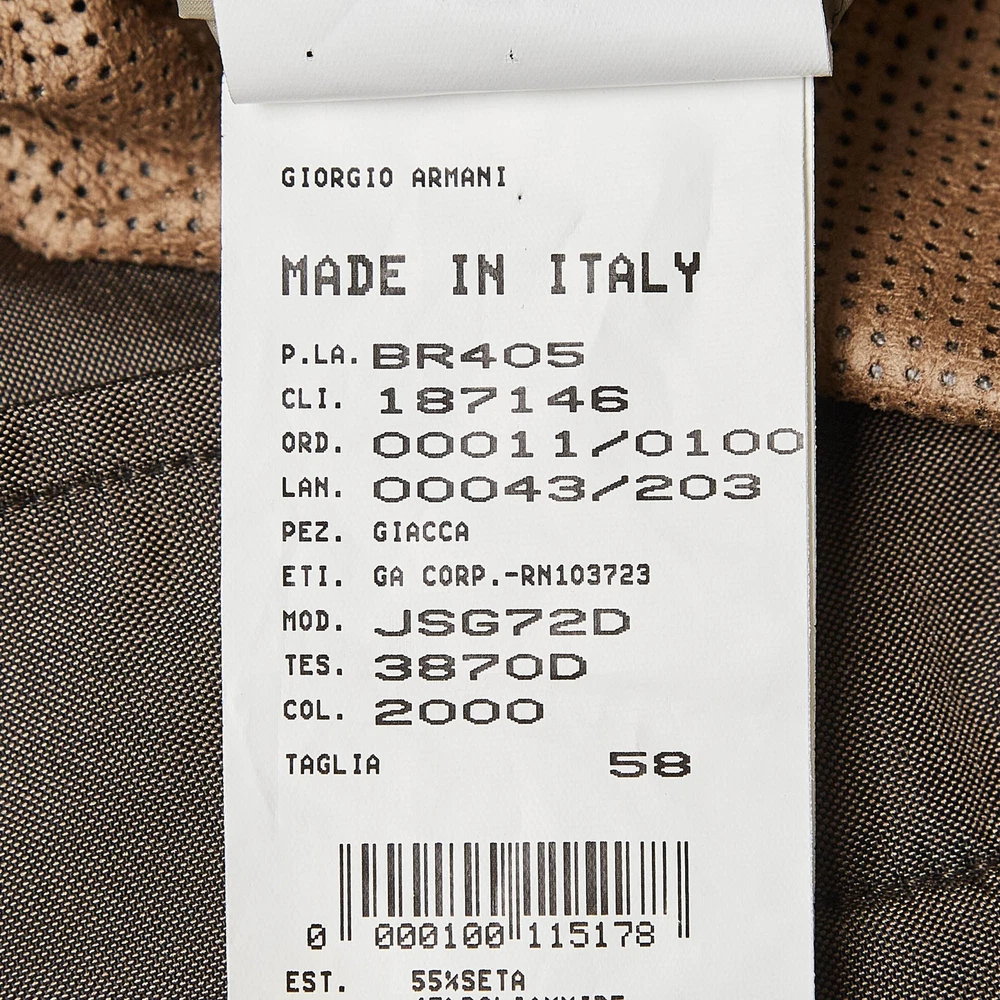 GIORGIO ARMANI
MADE IN ITALY
P.LA. BR405
CLI. 187146
ORD. 00011/0100
LAN. 00043/203
PEZ. GIACCA
ETI. GA CORP.-RN103723
MOD. JSG72D
TES. 3870D
COL. 2000
TAGLIA 58
0 000100 115178
EST. 55%SETA